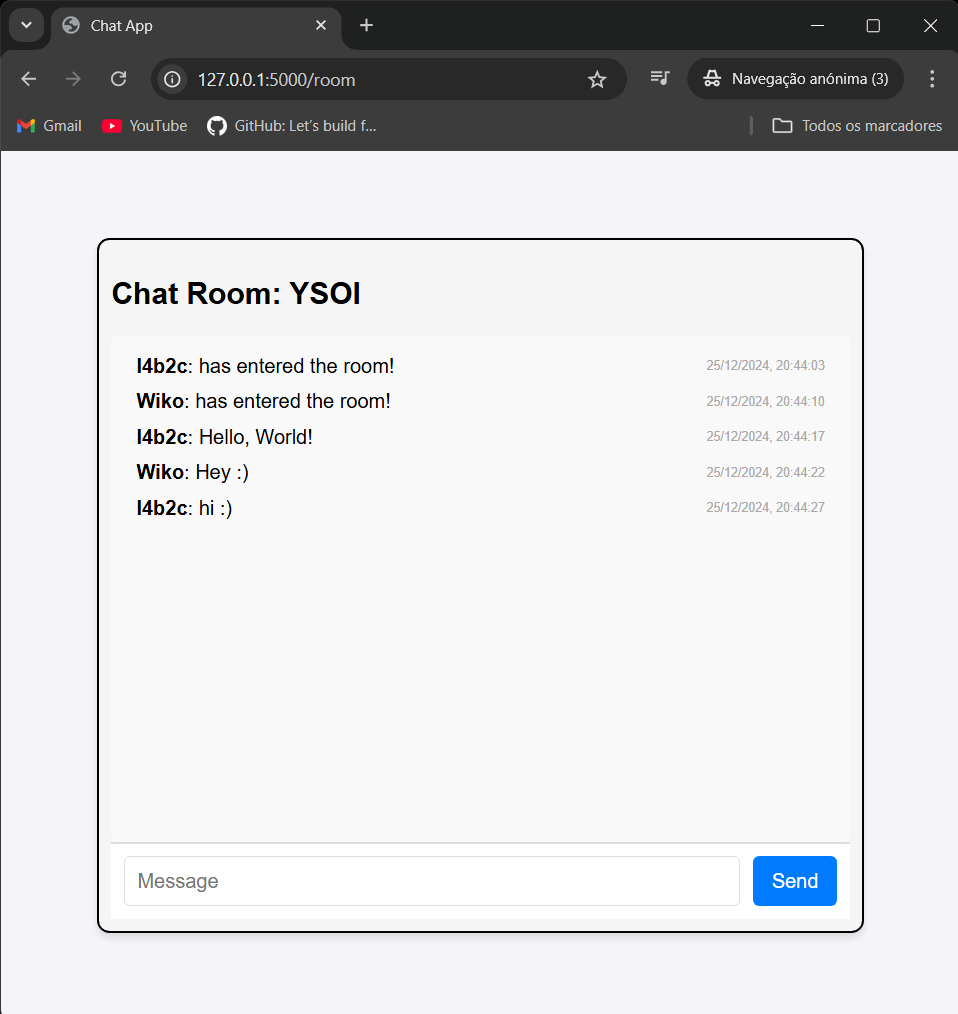 Chat App
127.0.0.1:5000/room
Navegação anónima (3)
Gmail
YouTube
GitHub: Let's build f...
Todos os marcadores
Chat Room: YSOI
l4b2c: has entered the room! 25/12/2024, 20:44:03
Wiko: has entered the room! 25/12/2024, 20:44:10
l4b2c: Hello, World! 25/12/2024, 20:44:17
Wiko: Hey :) 25/12/2024, 20:44:22
l4b2c: hi :) 25/12/2024, 20:44:27
Message
Send